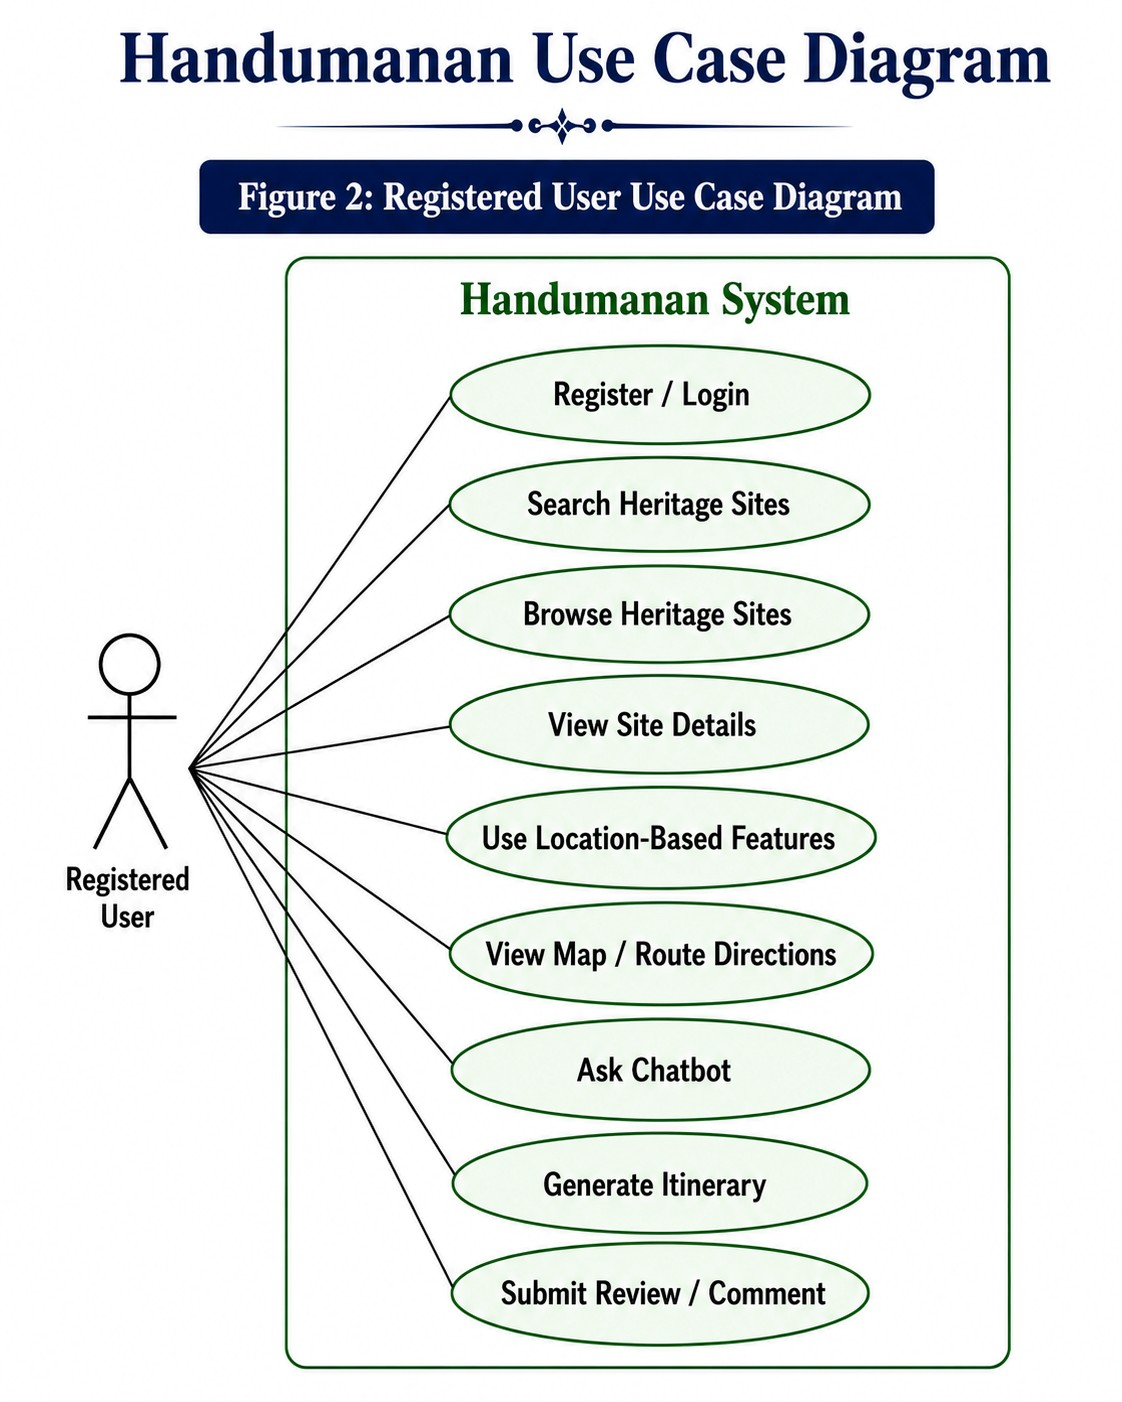 Handumanan Use Case Diagram
Figure 2: Registered User Use Case Diagram
Handumanan System
Register / Login
Search Heritage Sites
Browse Heritage Sites
View Site Details
Use Location-Based Features
View Map / Route Directions
Ask Chatbot
Generate Itinerary
Submit Review / Comment
Registered
User